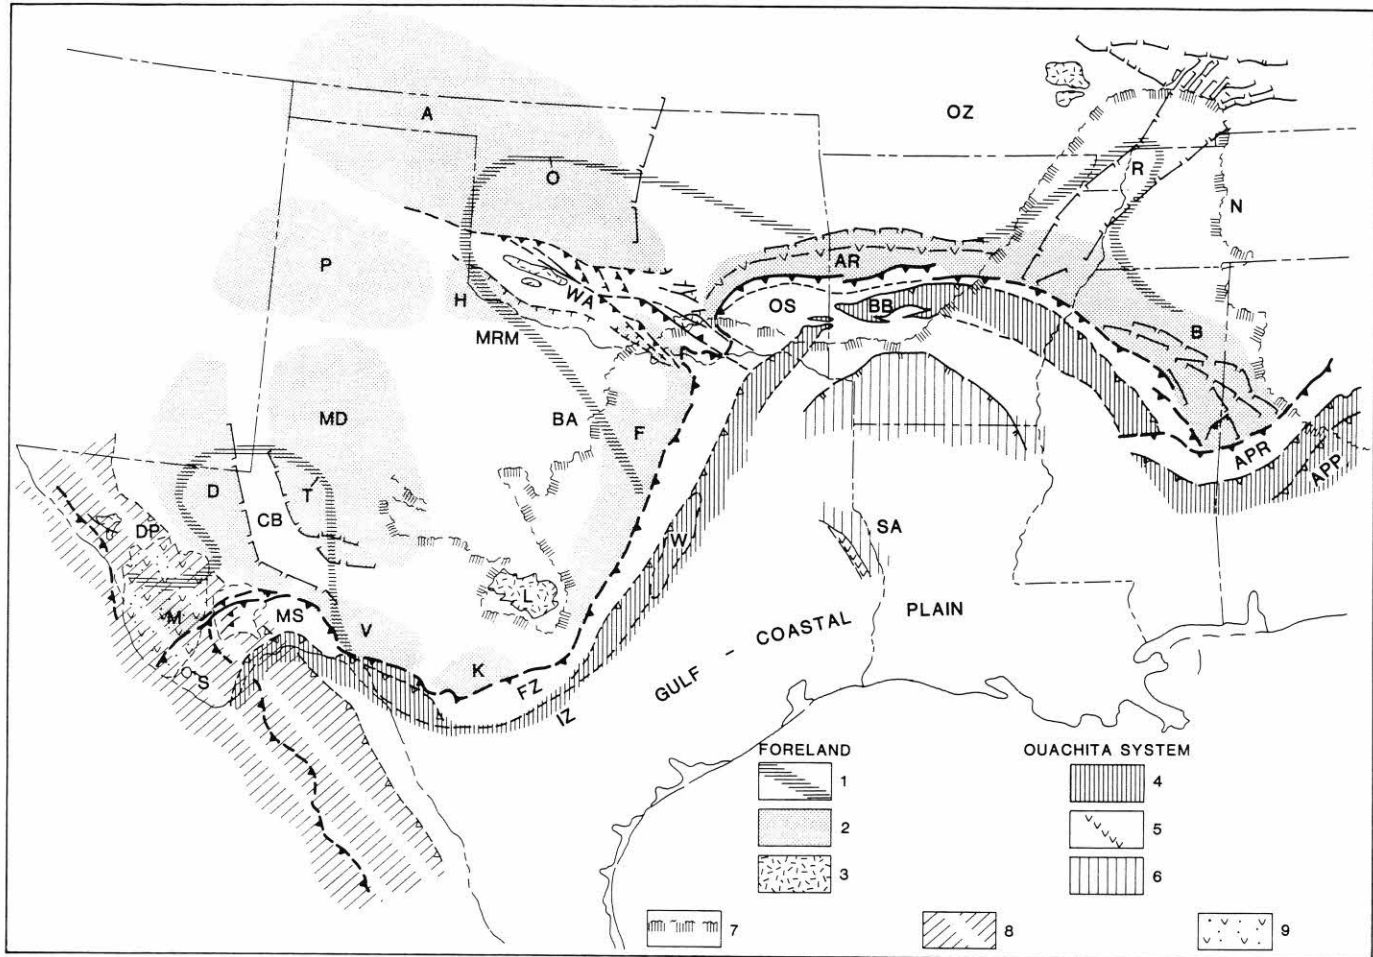 A
OZ
O
R
N
P
AR
H
WA
OS
BB
B
MRM
MD
BA
F
APR
APP
D
T
CB
DP
W
SA
L
M
MS
V
PLAIN
COASTAL
K
S
FZ
GULF -
IZ
FORELAND
OUACHITA SYSTEM
1
4
2
5
3
6
7
8
9